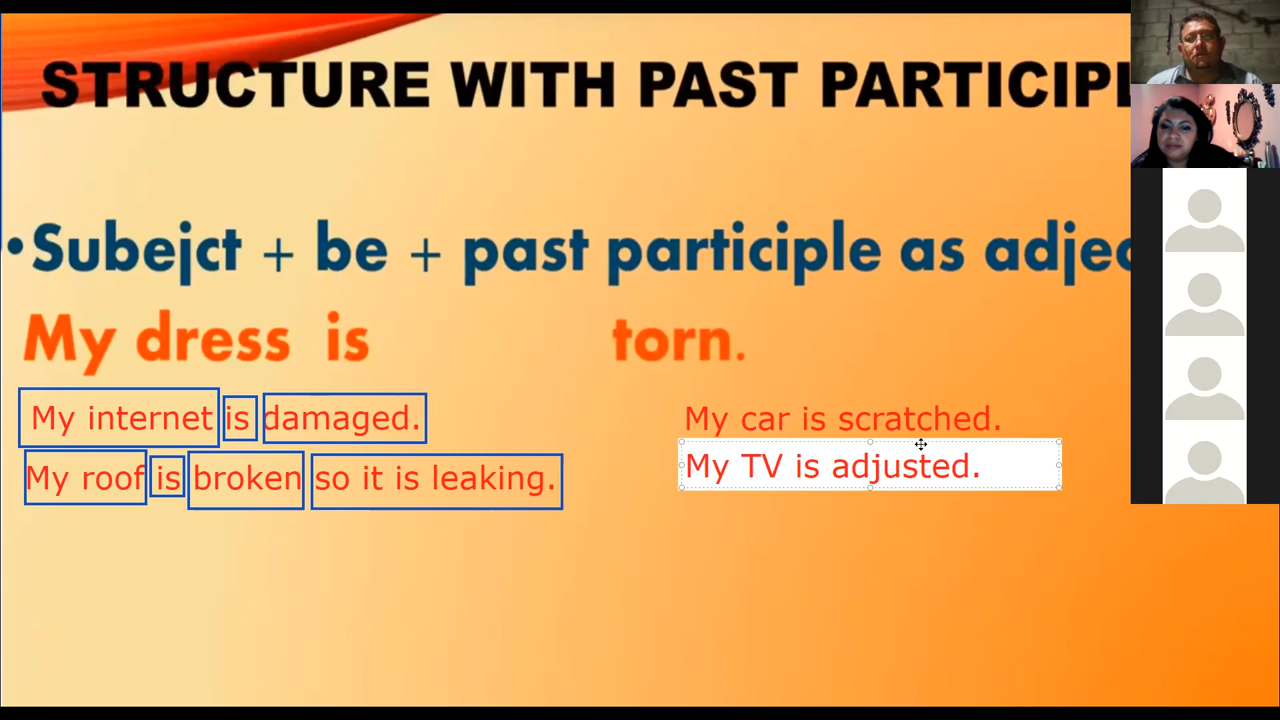 STRUCTURE WITH PAST PARTICIPL
•Subejct + be + past participle as adjec
My dress is torn.
My internet is damaged.
My roof is broken so it is leaking.
My car is scratched.
My TV is adjusted.